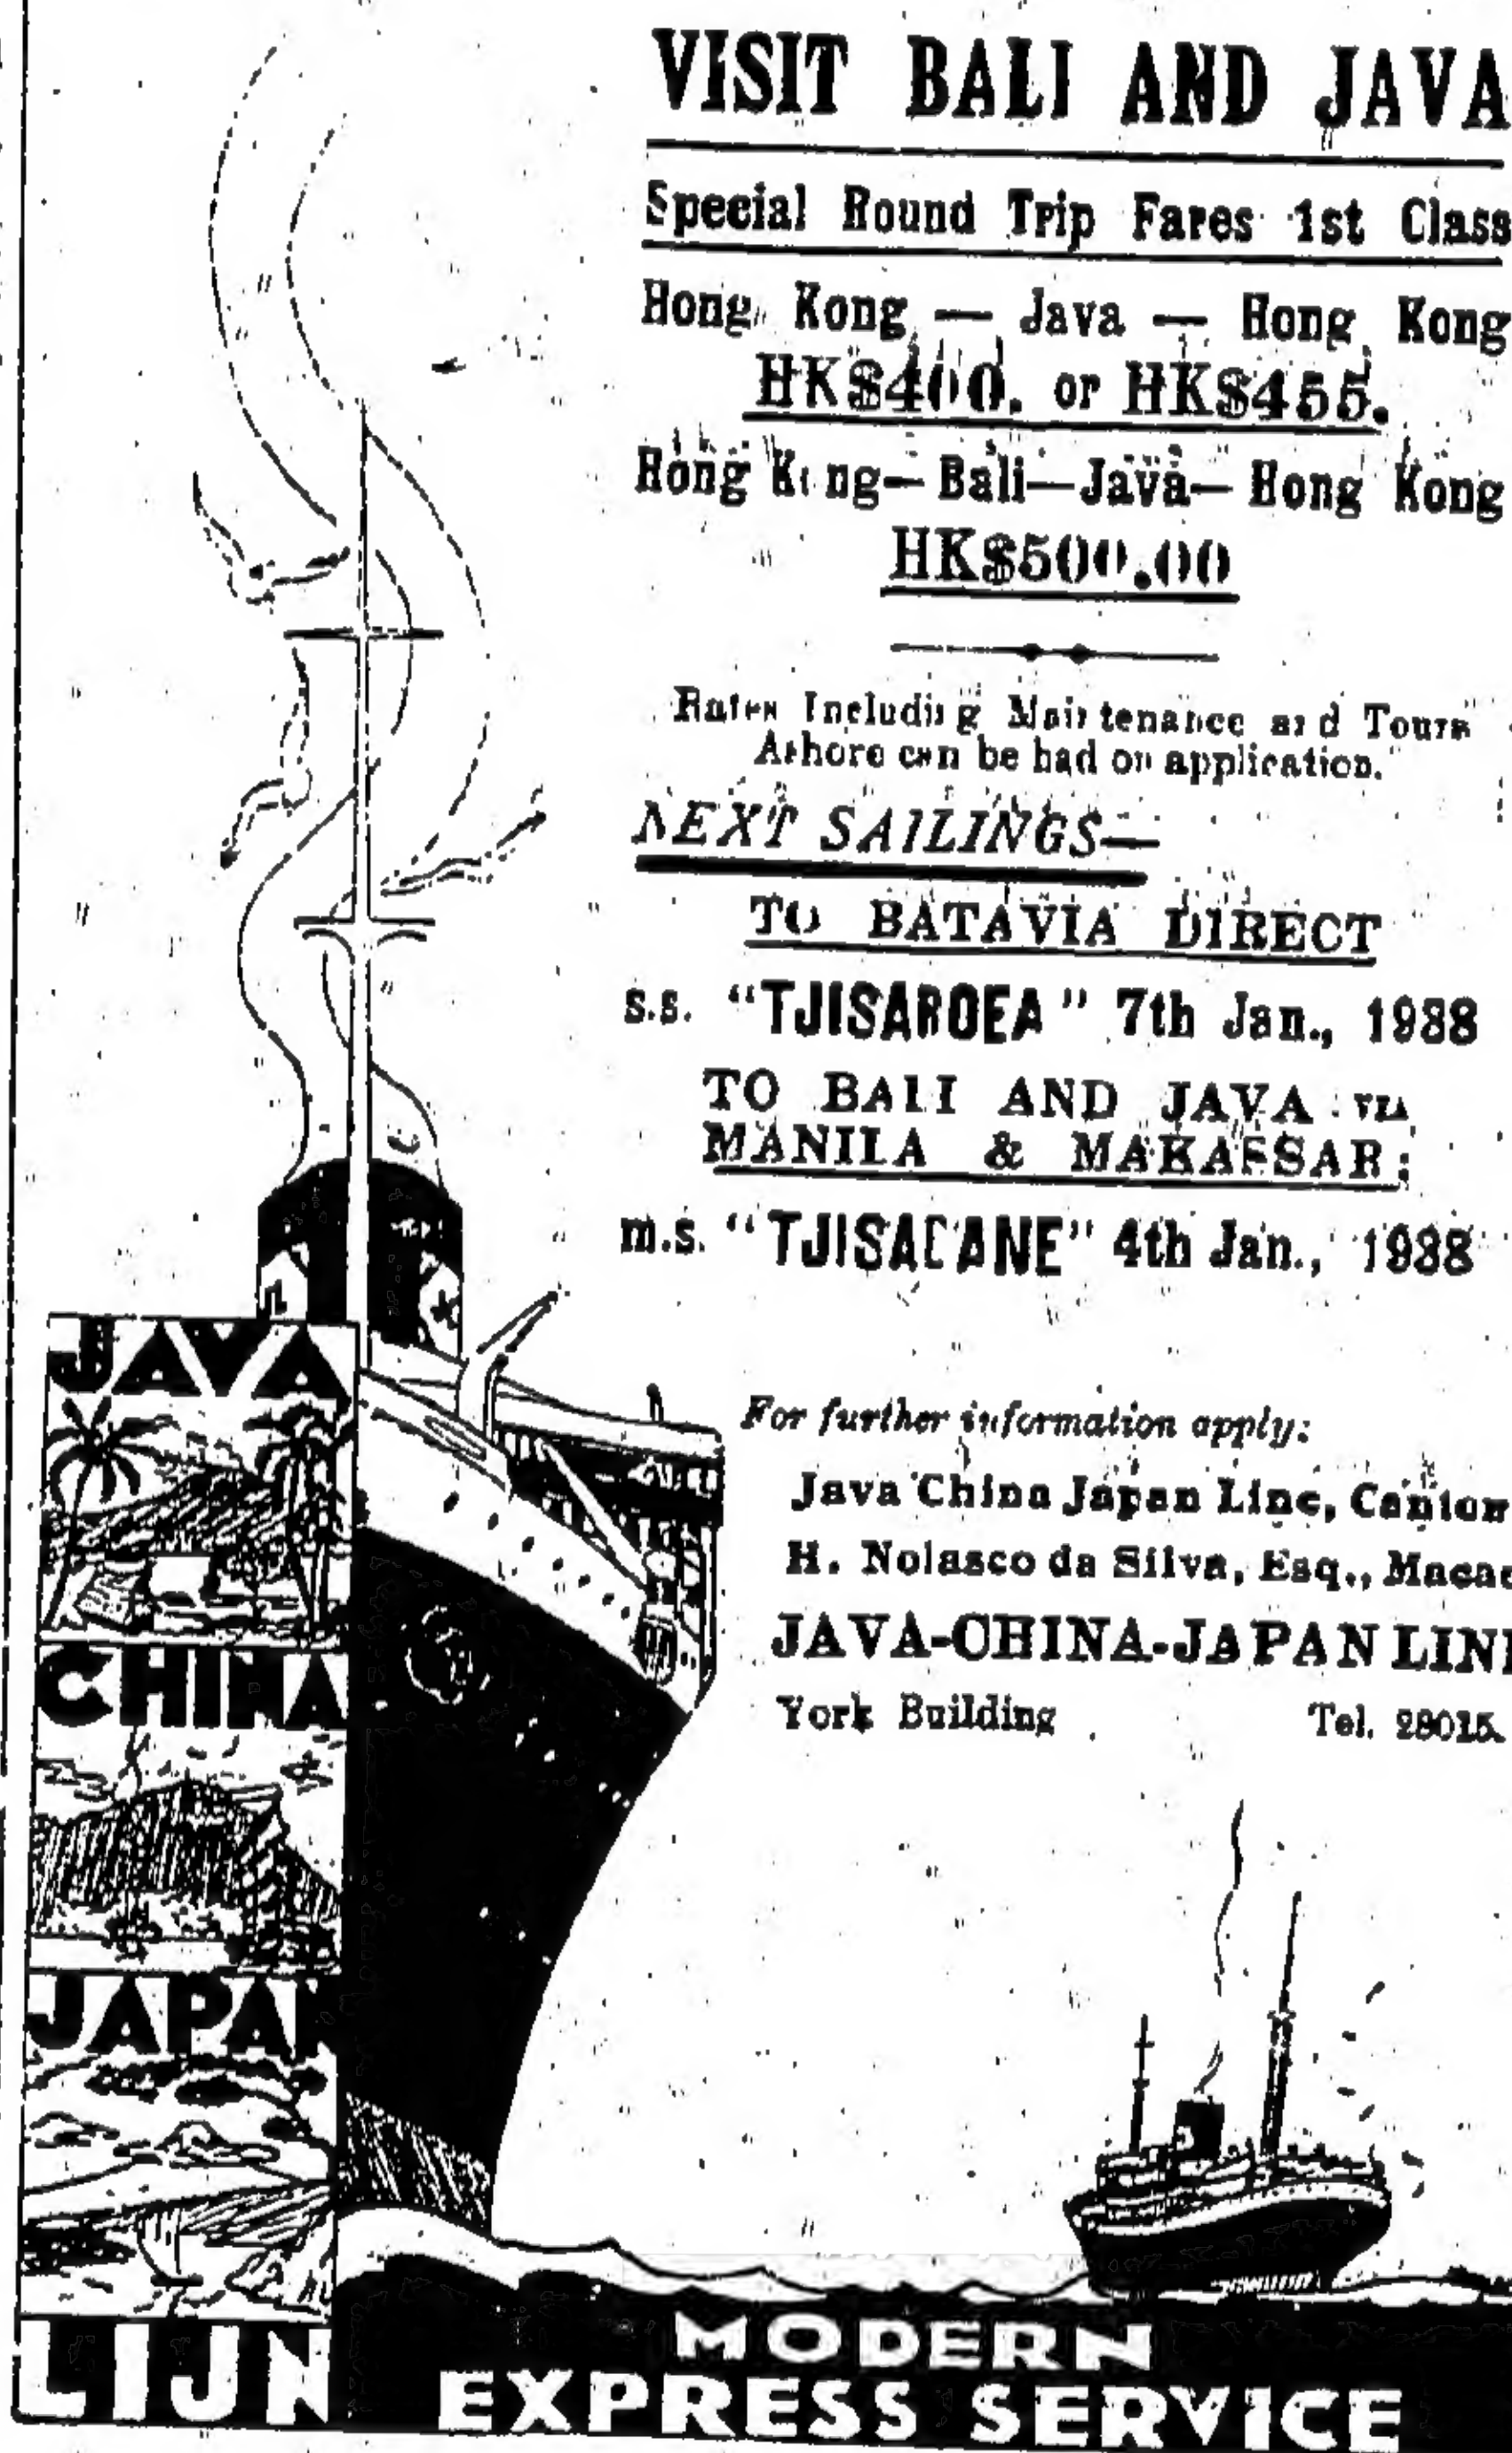 VISIT BALI AND JAVA
Special Round Trip Fares 1st Class
Hong Kong — Java — Hong Kong
HK$400. or HK$455.
Hong Kong — Bali — Java — Hong Kong
HK$500.00
Rates Including Maintenance and Tours
Ashore can be had on application.
NEXT SAILINGS—
TO BATAVIA DIRECT
s.s. "TJISAROEA" 7th Jan., 1938
TO BALI AND JAVA VIA
MANILA & MAKASSAR:
m.s. "TJISADANE" 4th Jan., 1938
For further information apply:
Java China Japan Line, Canton
H. Nolasco da Silva, Esq., Macao
JAVA-CHINA-JAPAN LINE
York Building Tel. 28015.
JAVA
CHINA
JAPAN
LIJN
MODERN
EXPRESS SERVICE